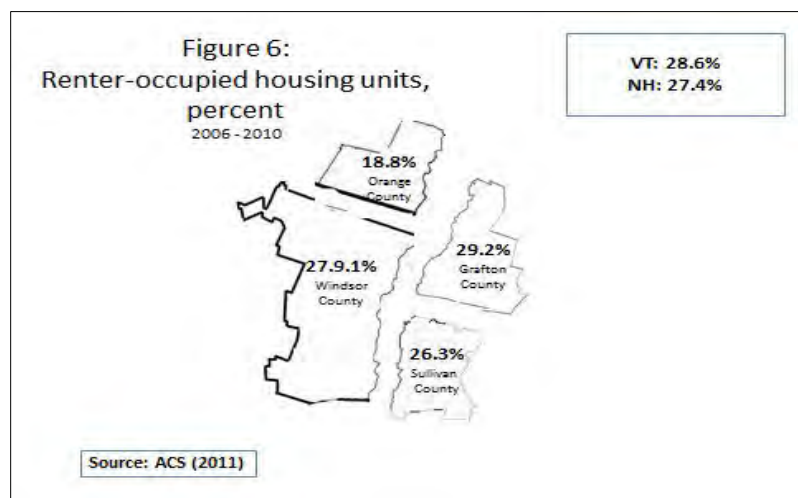 Figure 6:
Renter-occupied housing units,
percent
2006 - 2010
VT: 28.6%
NH: 27.4%
18.8%
Orange
County
29.2%
Grafton
County
27.9.1%
Windsor
County
26.3%
Sullivan
County
Source: ACS (2011)